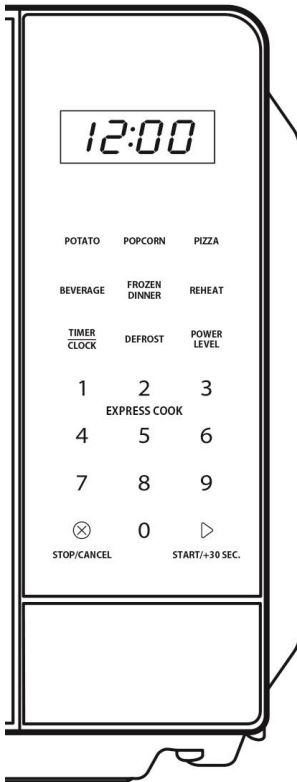 12:00
POTATO POPCORN PIZZA
BEVERAGE FROZEN DINNER REHEAT
TIMER CLOCK DEFROST POWER LEVEL
1 2 3
EXPRESS COOK
4 5 6
7 8 9
0
STOP/CANCEL START/+30 SEC.